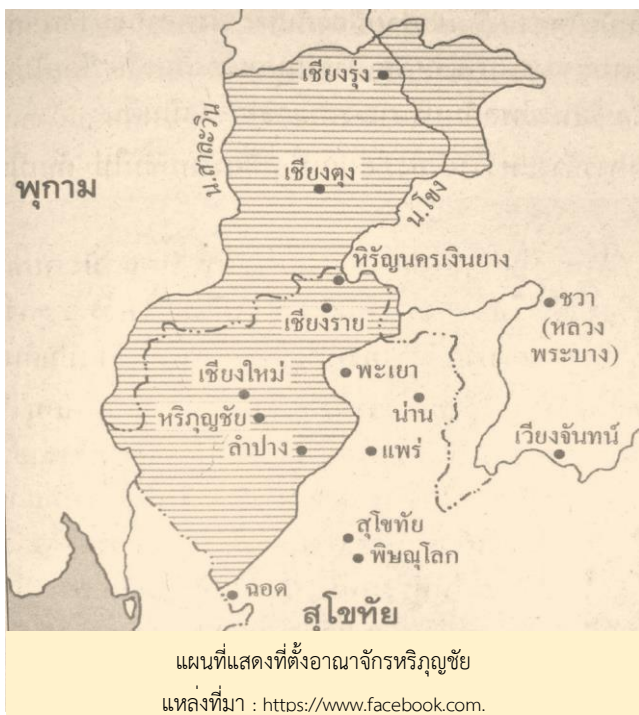 เชียงรุ่ง
น.สาละวิน
พุกาม
เชียงตุง
น.โขง
หิรัญนครเงินยาง
ชวา
(หลวง
พระบาง)
เชียงราย
เชียงใหม่
พะเยา
น่าน
หริภุญชัย
ลำปาง
แพร่
เวียงจันทน์
สุโขทัย
พิษณุโลก
ฉอด
สุโขทัย
แผนที่แสดงที่ตั้งอาณาจักรหริภุญชัย
แหล่งที่มา : https://www.facebook.com.